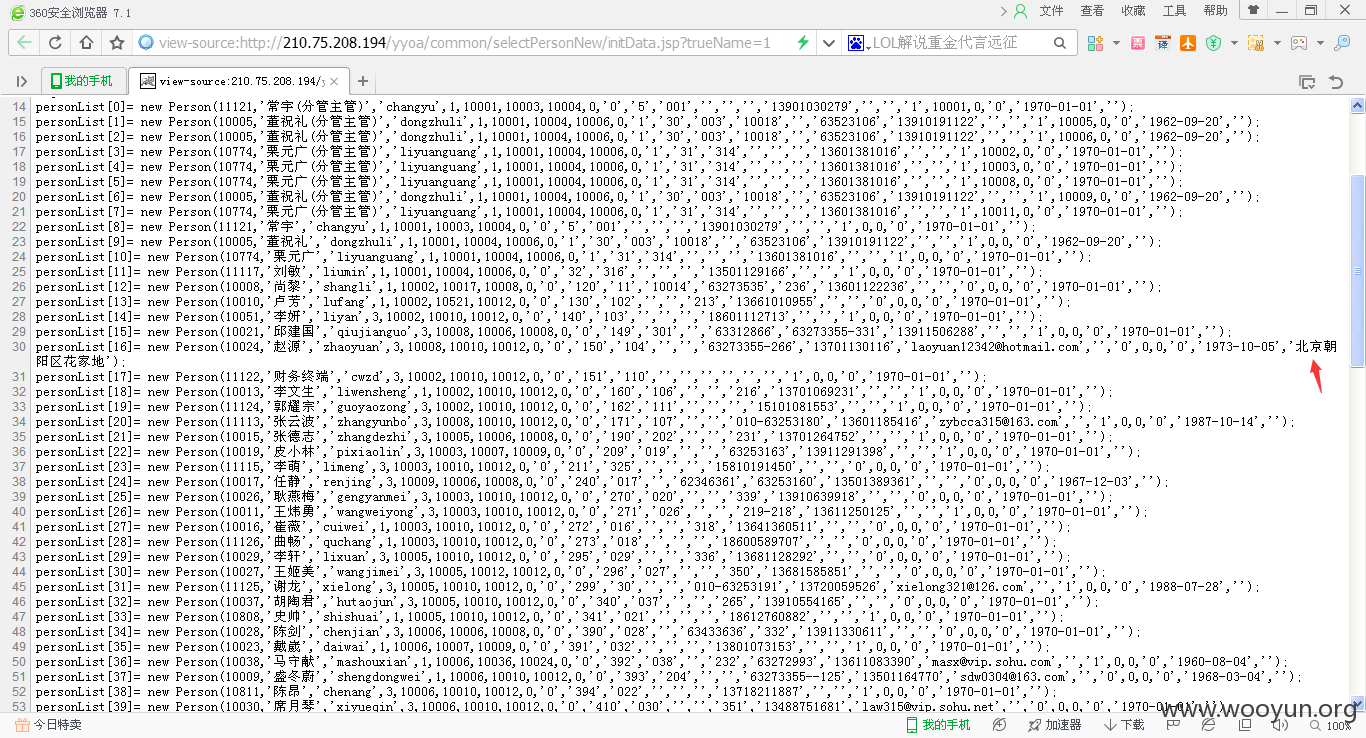 360安全浏览器 7.1
文件 查看 收藏 工具 帮助
view-source:http://210.75.208.194/yyoa/common/selectPersonNew/initData.jsp?trueName=1
LOL解说重金代言远征
我的手机
view-source:210.75.208.194/y
14 personList[0]= new Person(11121,'常宇(分管主管)','changyu',1,10001,10003,10004,0,'0','5','001','','','','','13901030279','','','1',10001,0,'0','1970-01-01','');
15 personList[1]= new Person(10005,'董祝礼(分管主管)','dongzhuli',1,10001,10004,10006,0,'1','30','003','10018','','63523106','13910191122','','','1',10005,0,'0','1962-09-20','');
16 personList[2]= new Person(10005,'董祝礼(分管主管)','dongzhuli',1,10001,10004,10006,0,'1','30','003','10018','','63523106','13910191122','','','1',10006,0,'0','1962-09-20','');
17 personList[3]= new Person(10774,'栗元广(分管主管)','liyuanguang',1,10001,10004,10006,0,'1','31','314','','','','13601381016','','','1',10002,0,'0','1970-01-01','');
18 personList[4]= new Person(10774,'栗元广(分管主管)','liyuanguang',1,10001,10004,10006,0,'1','31','314','','','','13601381016','','','1',10003,0,'0','1970-01-01','');
19 personList[5]= new Person(10774,'栗元广(分管主管)','liyuanguang',1,10001,10004,10006,0,'1','31','314','','','','13601381016','','','1',10008,0,'0','1970-01-01','');
20 personList[6]= new Person(10005,'董祝礼(分管主管)','dongzhuli',1,10001,10004,10006,0,'1','30','003','10018','','63523106','13910191122','','','1',10009,0,'0','1962-09-20','');
21 personList[7]= new Person(10774,'栗元广(分管主管)','liyuanguang',1,10001,10004,10006,0,'1','31','314','','','','13601381016','','','1',10011,0,'0','1970-01-01','');
22 personList[8]= new Person(11121,'常宇','changyu',1,10001,10003,10004,0,'0','5','001','','','','13901030279','','','1',0,0,'0','1970-01-01','');
23 personList[9]= new Person(10005,'董祝礼','dongzhuli',1,10001,10004,10006,0,'1','30','003','10018','','63523106','13910191122','','','1',0,0,'0','1962-09-20','');
24 personList[10]= new Person(10774,'栗元广','liyuanguang',1,10001,10004,10006,0,'1','31','314','','','','13601381016','','','1',0,0,'0','1970-01-01','');
25 personList[11]= new Person(11117,'刘敏','liumin',1,10001,10004,10006,0,'0','32','316','','','','13501129166','','','1',0,0,'0','1970-01-01','');
26 personList[12]= new Person(10008,'尚黎','shangli',1,10002,10017,10008,0,'0','120','11','10014','63273535','236','13601122236','','','0',0,0,'0','1970-01-01','');
27 personList[13]= new Person(10010,'卢芳','lufang',1,10002,10521,10012,0,'0','130','102','','','213','13661010955','','','0',0,0,'0','1970-01-01','');
28 personList[14]= new Person(10051,'李妍','liyan',3,10002,10010,10012,0,'0','140','103','','','','18601112713','','','1',0,0,'0','1970-01-01','');
29 personList[15]= new Person(10021,'邱建国','qiujianguo',3,10008,10006,10008,0,'0','149','301','','63312866','63273355-331','13911506288','','','1',0,0,'0','1970-01-01','');
30 personList[16]= new Person(10024,'赵源','zhaoyuan',3,10008,10010,10012,0,'0','150','104','','','63273355-266','13701130116','laoyuan12342@hotmail.com','','0',0,0,'0','1973-10-05','北京朝
阳区花家地');
31 personList[17]= new Person(11122,'财务终端','cwzd',3,10002,10010,10012,0,'0','151','110','','','','','','','1',0,0,'0','1970-01-01','');
32 personList[18]= new Person(10013,'李文生','liwensheng',1,10002,10010,10012,0,'0','160','106','','','216','13701069231','','','1',0,0,'0','1970-01-01','');
33 personList[19]= new Person(11124,'郭耀宗','guoyaozong',3,10002,10010,10012,0,'0','162','111','','','','15101081553','','','1',0,0,'0','1970-01-01','');
34 personList[20]= new Person(11113,'张云波','zhangyunbo',3,10008,10010,10012,0,'0','171','107','','','010-63253180','13601185416','zybcca315@163.com','','1',0,0,'0','1987-10-14','');
35 personList[21]= new Person(10015,'张德志','zhangdezhi',3,10005,10006,10008,0,'0','190','202','','','231','13701264752','','','1',0,0,'0','1970-01-01','');
36 personList[22]= new Person(10019,'皮小林','pixiaolin',3,10003,10007,10009,0,'0','209','019','','','63253163','13911291398','','','1',0,0,'0','1970-01-01','');
37 personList[23]= new Person(11115,'李萌','limeng',3,10003,10010,10012,0,'0','211','325','','','','15810191450','','','0',0,0,'0','1970-01-01','');
38 personList[24]= new Person(10017,'任静','renjing',3,10009,10006,10008,0,'0','240','017','','62346361','63253160','13501389361','','','0',0,0,'0','1967-12-03','');
39 personList[25]= new Person(10026,'耿燕梅','gengyanmei',3,10003,10010,10012,0,'0','270','020','','','339','13910639918','','','0',0,0,'0','1970-01-01','');
40 personList[26]= new Person(10011,'王炜勇','wangweiyong',3,10003,10010,10012,0,'0','271','026','','','219-218','13611250125','','','1',0,0,'0','1970-01-01','');
41 personList[27]= new Person(10016,'崔薇','cuiwei',1,10003,10010,10012,0,'0','272','016','','','318','13641360511','','','0',0,0,'0','1970-01-01','');
42 personList[28]= new Person(11126,'曲畅','quchang',1,10003,10010,10012,0,'0','273','018','','','','18600589707','','','0',0,0,'0','1970-01-01','');
43 personList[29]= new Person(10029,'李轩','lixuan',3,10005,10010,10012,0,'0','295','029','','','336','13681128292','','','0',0,0,'0','1970-01-01','');
44 personList[30]= new Person(10027,'王姬美','wangjimei',3,10005,10012,10012,0,'0','296','027','','','350','13681585851','','','0',0,0,'0','1970-01-01','');
45 personList[31]= new Person(11125,'谢龙','xielong',3,10005,10010,10012,0,'0','299','30','','','010-63253191','13720059526','xielong321@126.com','','1',0,0,'0','1988-07-28','');
46 personList[32]= new Person(10037,'胡陶君','hutaojun',3,10005,10010,10012,0,'0','340','037','','','265','13910554165','','','0',0,0,'0','1970-01-01','');
47 personList[33]= new Person(10808,'史帅','shishuai',1,10005,10010,10012,0,'0','341','021','','','','18612760882','','','1',0,0,'0','1970-01-01','');
48 personList[34]= new Person(10028,'陈剑','chenjian',3,10006,10006,10008,0,'0','390','028','','63433636','332','13911330611','','','0',0,0,'0','1970-01-01','');
49 personList[35]= new Person(10023,'戴崴','daiwai',1,10006,10007,10009,0,'0','391','032','','','','13801073153','','','1',0,0,'0','1970-01-01','');
50 personList[36]= new Person(10038,'马守献','mashouxian',1,10006,10036,10024,0,'0','392','038','','232','63272993','13611083390','masx@vip.sohu.com','','1',0,0,'0','1960-08-04','');
51 personList[37]= new Person(10009,'盛冬蔚','shengdongwei',1,10006,10010,10012,0,'0','393','204','','','63273355--125','13501164770','sdw0304@163.com','','0',0,0,'0','1968-03-04','');
52 personList[38]= new Person(10811,'陈昂','chenang',3,10006,10010,10012,0,'0','394','022','','','','13718211887','','','1',0,0,'0','1970-01-01','');
53 personList[39]= new Person(10030,'席月琴','xiyueqin',3,10006,10010,10012,0,'0','410','030','','','351','13488751681','law315@vip.sohu.net','','0',0,0,'0','1970-01-01','');
www.wooyun.org
今日特卖 我的手机 加速器 下载 100%